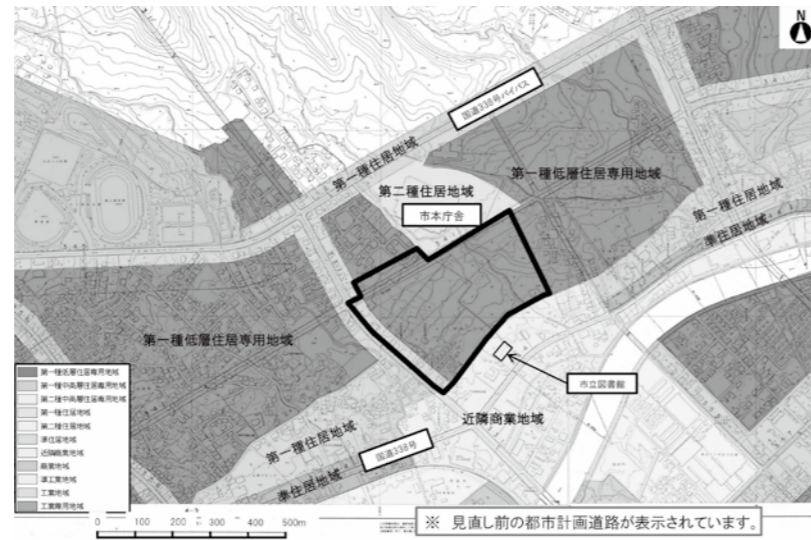 N
国道338号バイパス
第一種住居地域
第一種低層住居専用地域
第二種住居地域
市本庁舎
第一種住居地域
準住居地域
第一種低層住居専用地域
市立図書館
近隣商業地域
第一種住居地域
国道338号
準住居地域
第一種低層住居専用地域
第一種中高層住居専用地域
第二種中高層住居専用地域
第一種住居地域
第二種住居地域
準住居地域
近隣商業地域
商業地域
準工業地域
工業地域
工業専用地域
0 100 200 300 400 500m
※ 見直し前の都市計画道路が表示されています。